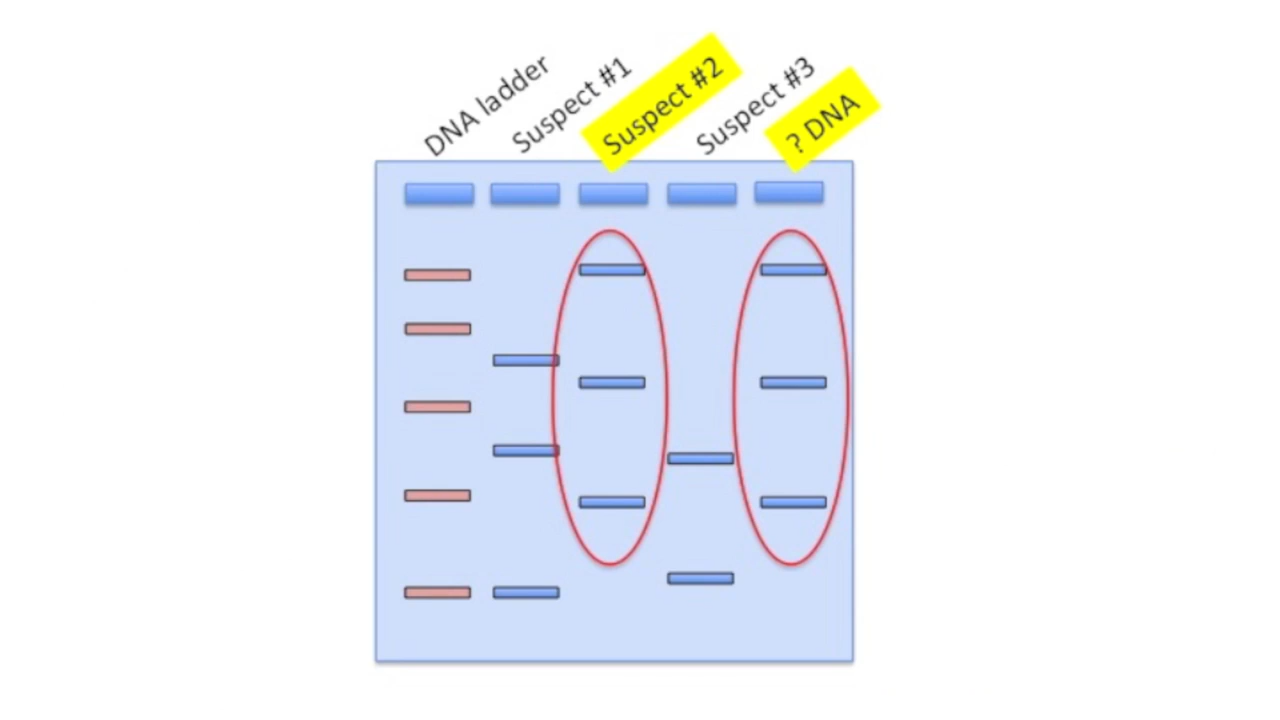 DNA ladder
Suspect #1
Suspect #2
Suspect #3
? DNA